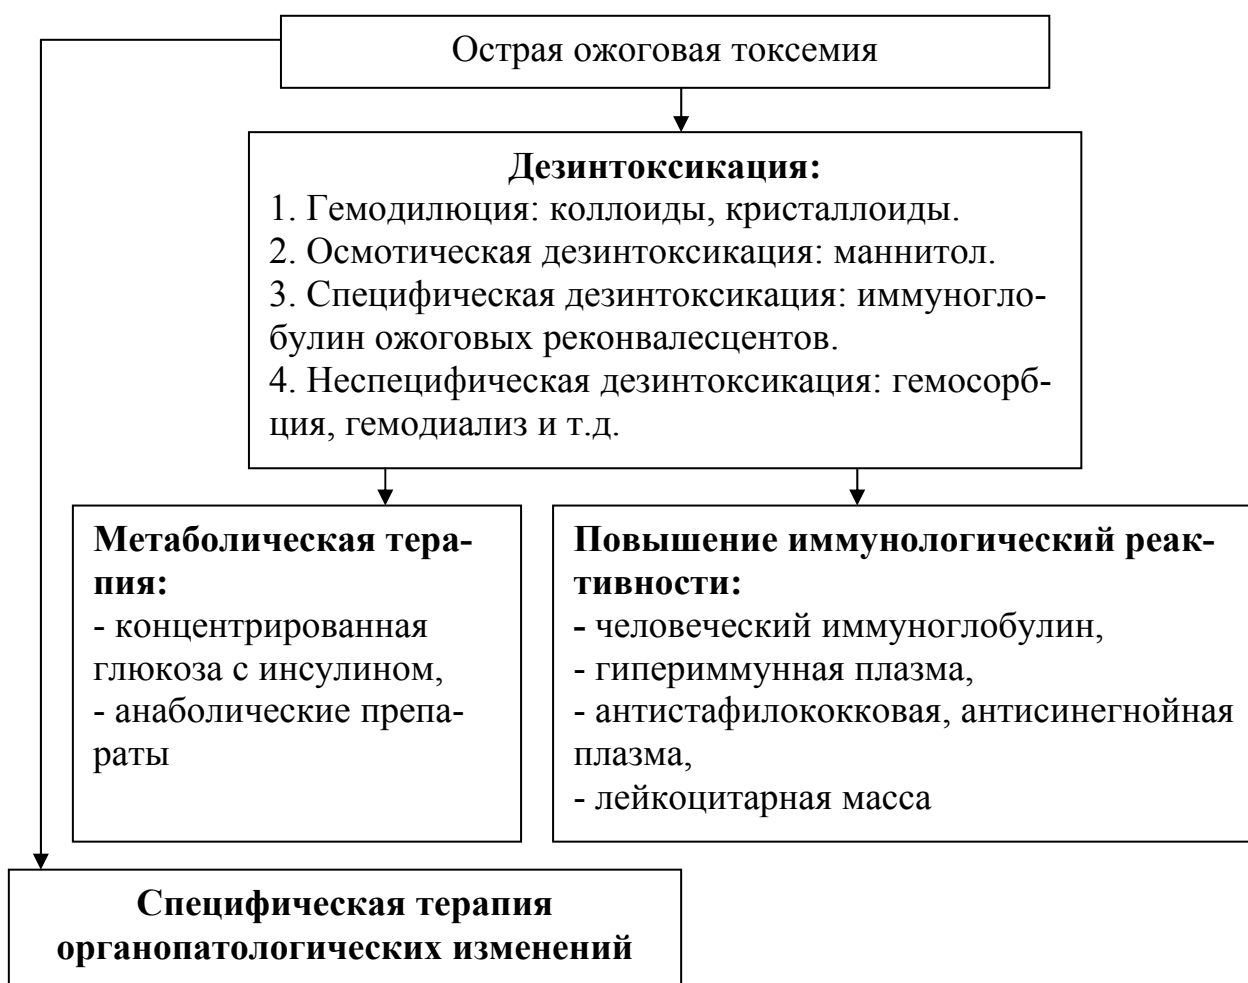 Острая ожоговая токсемия
Дезинтоксикация:
1. Гемодилюция: коллоиды, кристаллоиды.
2. Осмотическая дезинтоксикация: маннитол.
3. Специфическая дезинтоксикация: иммуногло-
булин ожоговых реконвалесцентов.
4. Неспецифическая дезинтоксикация: гемосорб-
ция, гемодиализ и т.д.
Метаболическая тера-
пия:
- концентрированная
глюкоза с инсулином,
- анаболические препа-
раты
Повышение иммунологический реак-
тивности:
- человеческий иммуноглобулин,
- гипериммунная плазма,
- антистафилококковая, антисинегнойная
плазма,
- лейкоцитарная масса
Специфическая терапия
органопатологических изменений